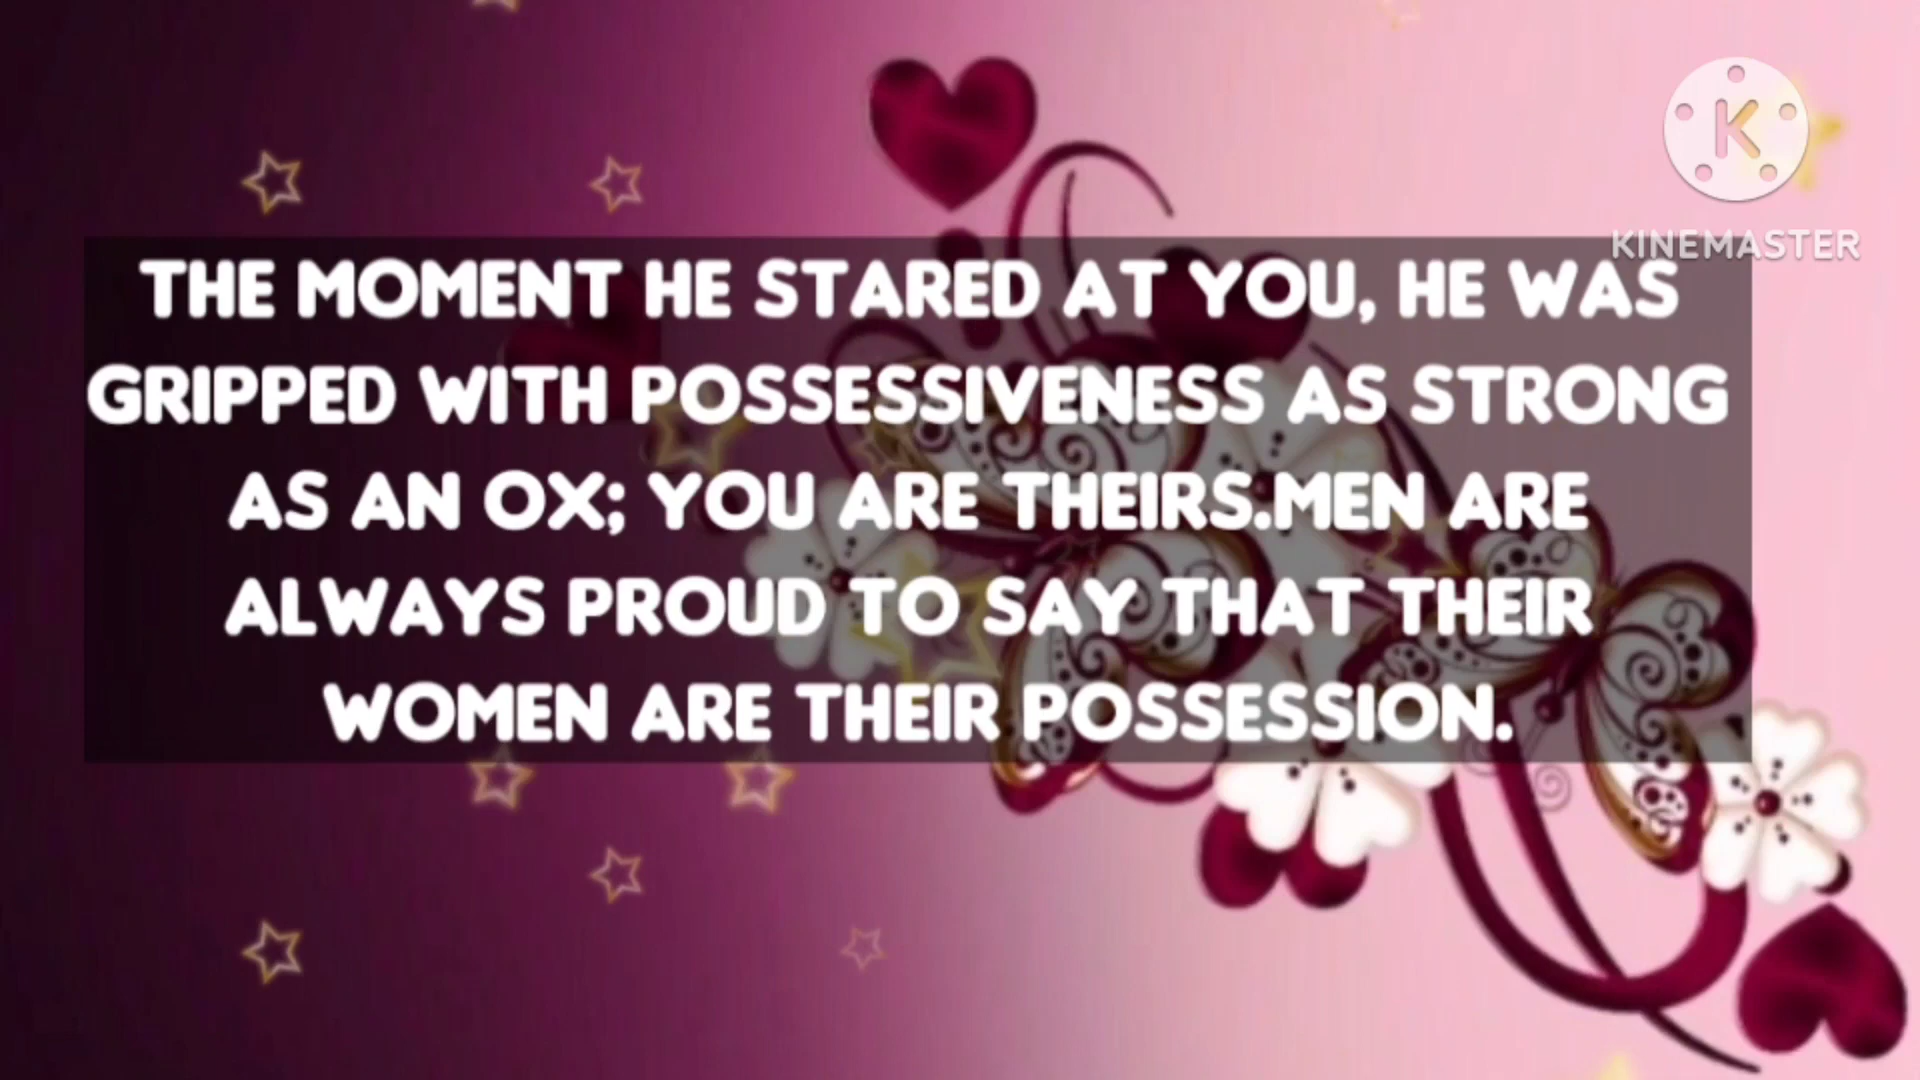 K
KINEMASTER
THE MOMENT HE STARED AT YOU, HE WAS
GRIPPED WITH POSSESSIVENESS AS STRONG
AS AN OX; YOU ARE THEIRS.MEN ARE
ALWAYS PROUD TO SAY THAT THEIR
WOMEN ARE THEIR POSSESSION.